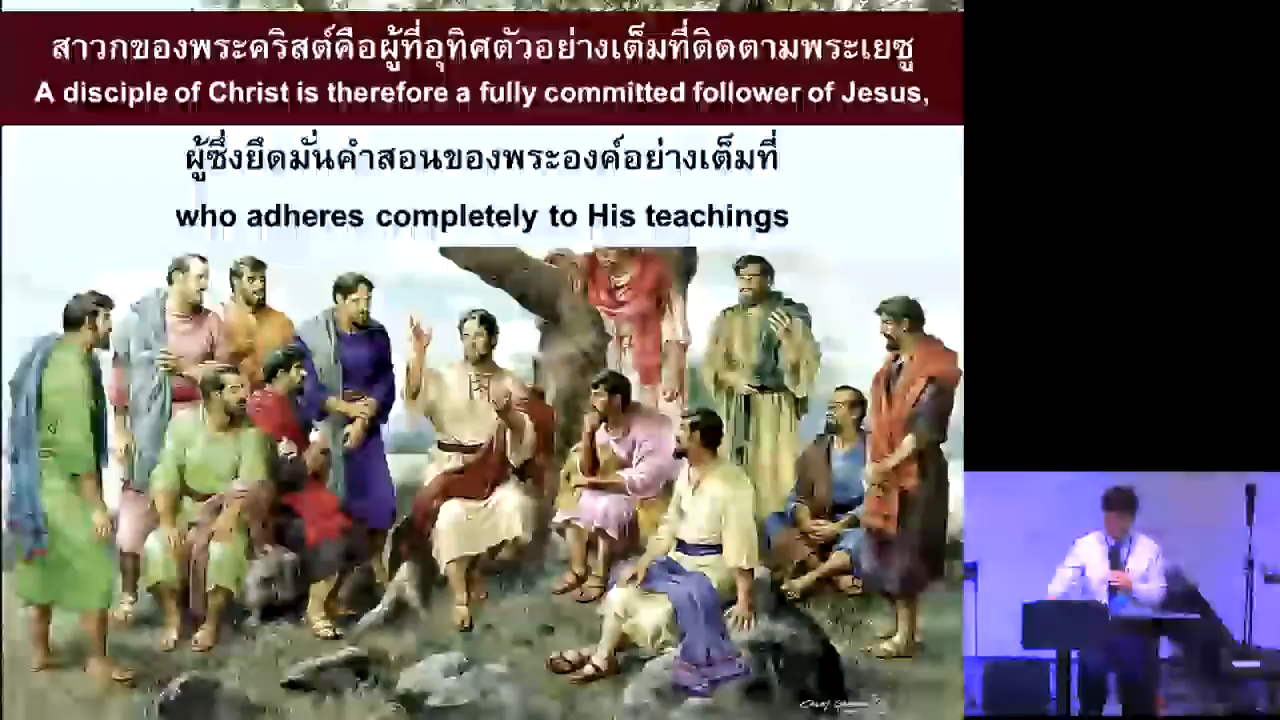 สาวกของพระคริสต์คือผู้ที่อุทิศตัวอย่างเต็มที่ติดตามพระเยซู
A disciple of Christ is therefore a fully committed follower of Jesus,
ผู้ซึ่งยึดมั่นคำสอนของพระองค์อย่างเต็มที่
who adheres completely to His teachings